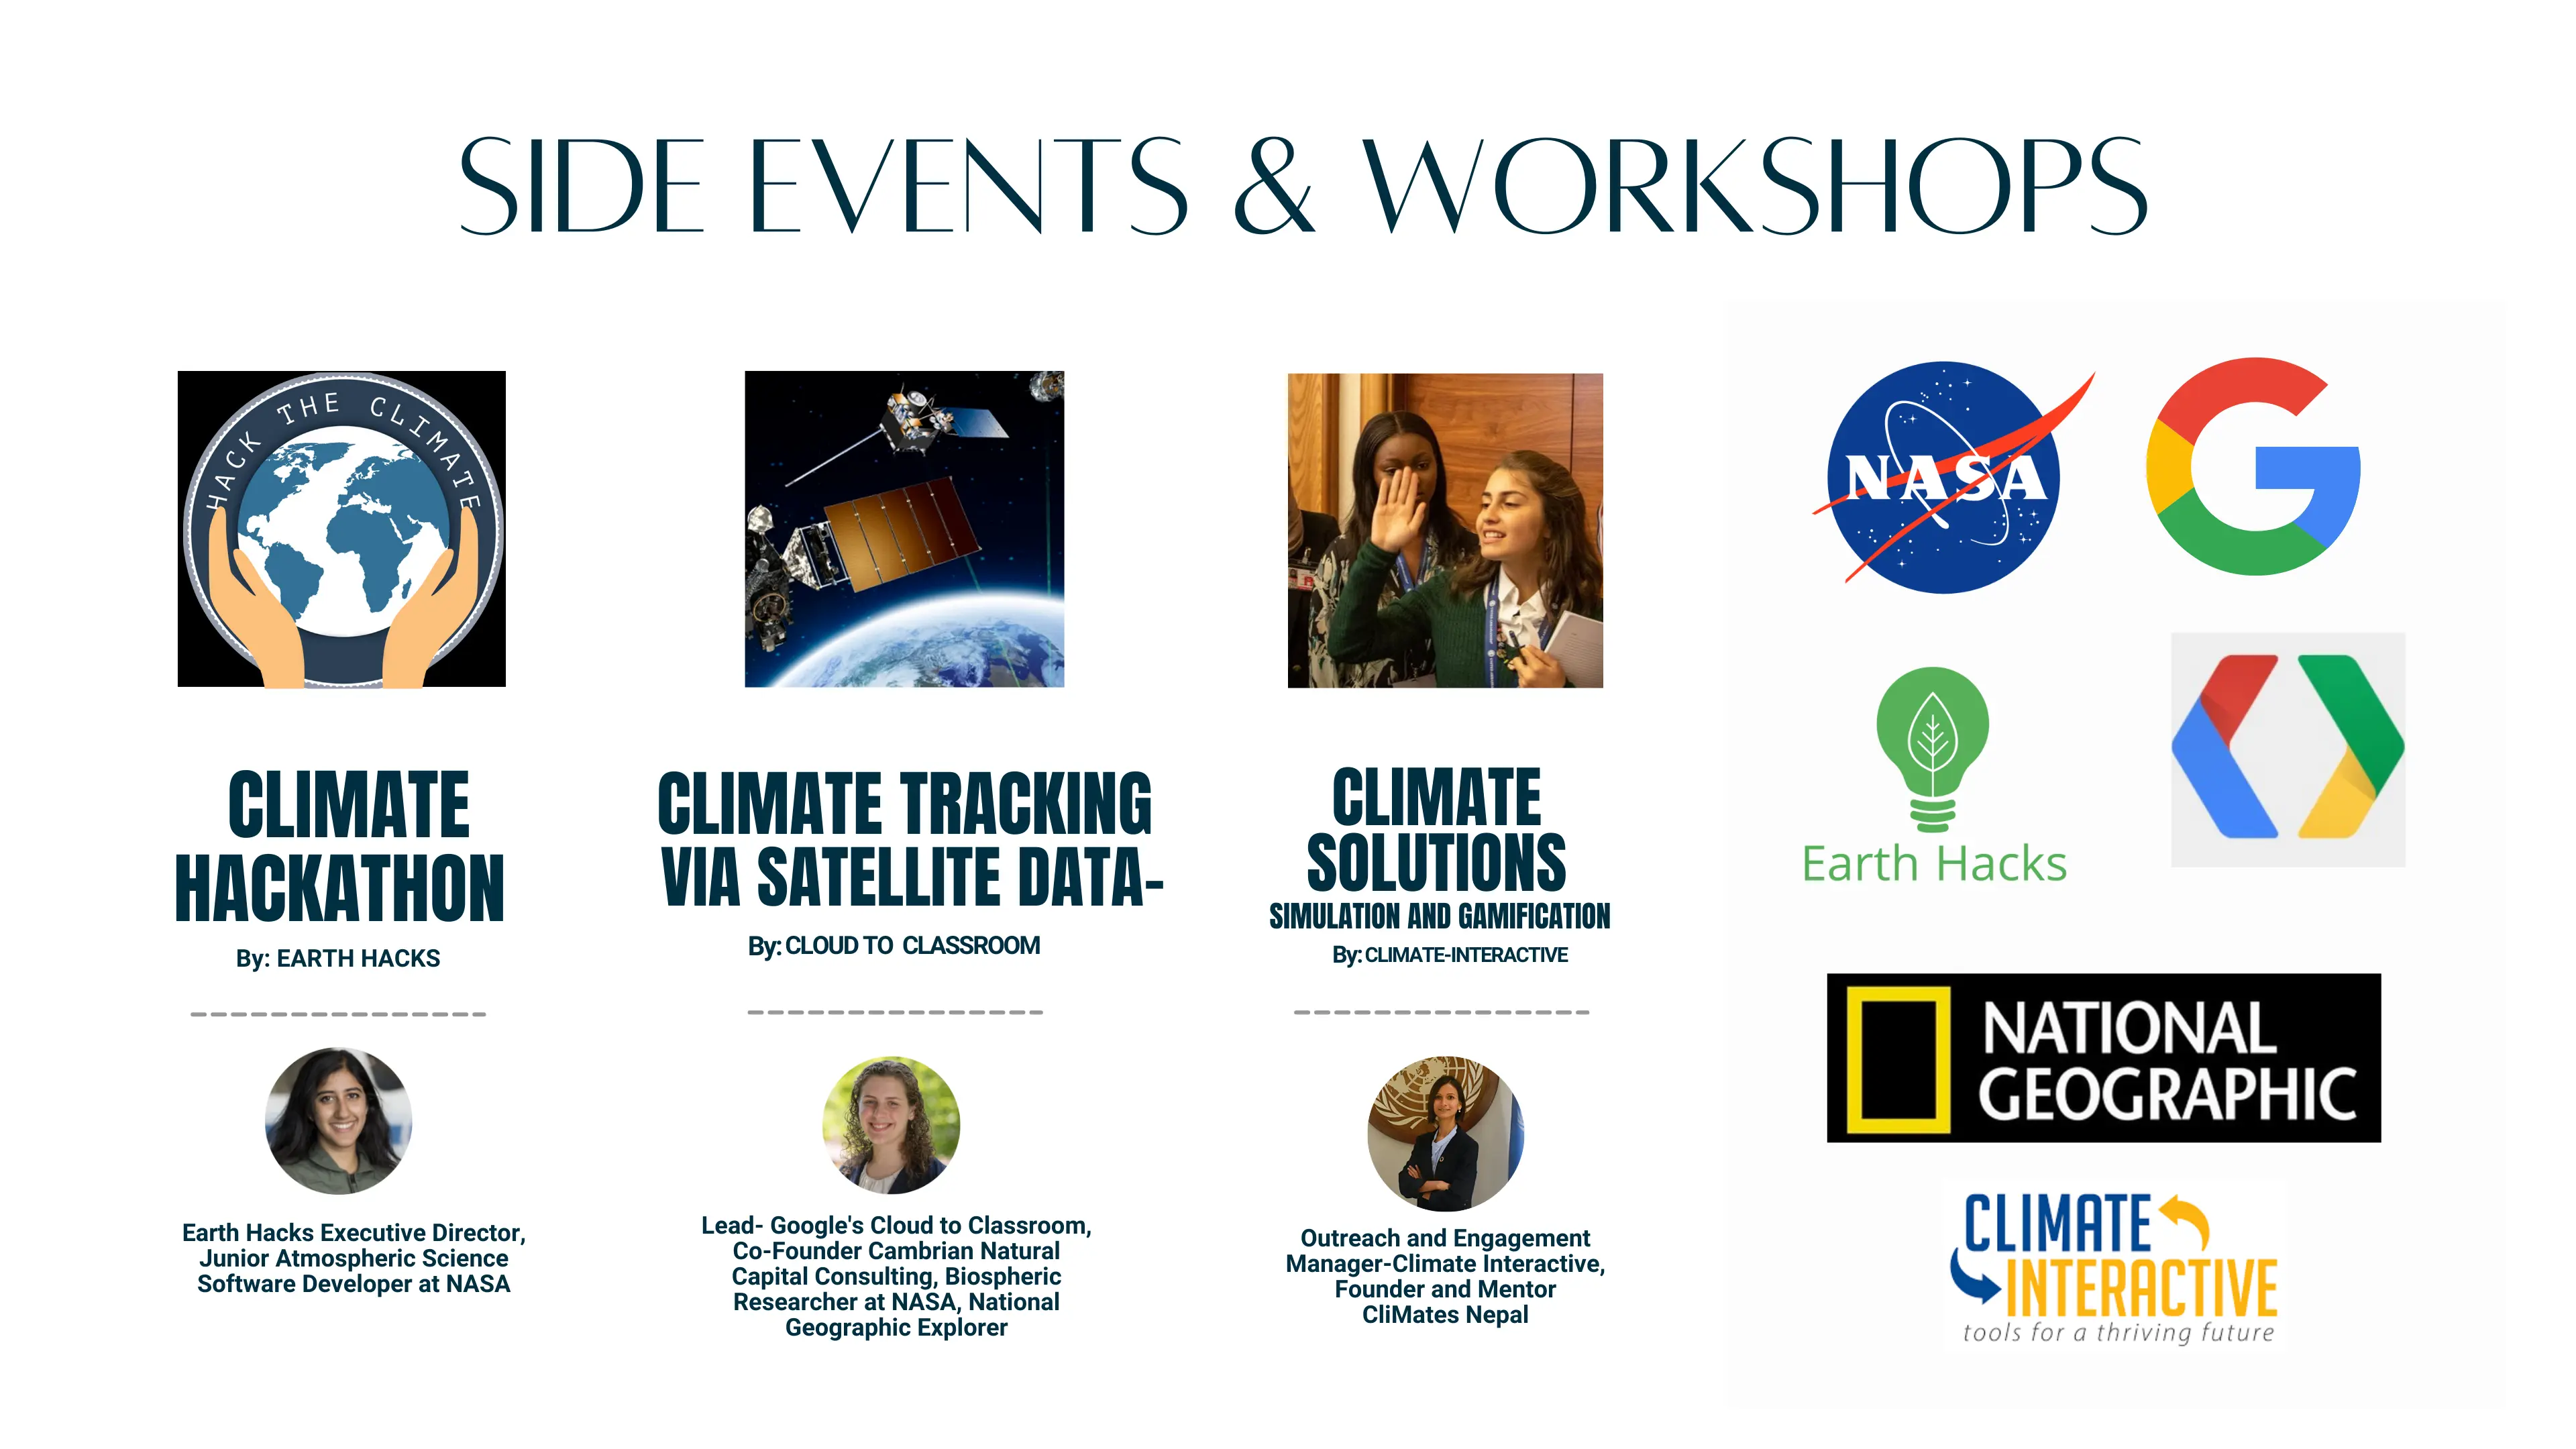 SIDE EVENTS & WORKSHOPS
HACK THE CLIMATE
CLIMATE
HACKATHON
By: EARTH HACKS
Earth Hacks Executive Director,
Junior Atmospheric Science
Software Developer at NASA
CLIMATE TRACKING
VIA SATELLITE DATA-
By: CLOUD TO CLASSROOM
Lead- Google's Cloud to Classroom,
Co-Founder Cambrian Natural
Capital Consulting, Biospheric
Researcher at NASA, National
Geographic Explorer
CLIMATE
SOLUTIONS
SIMULATION AND GAMIFICATION
By: CLIMATE-INTERACTIVE
Outreach and Engagement
Manager-Climate Interactive,
Founder and Mentor
CliMates Nepal
NASA
G
Earth Hacks
NATIONAL
GEOGRAPHIC
CLIMATE
INTERACTIVE
tools for a thriving future